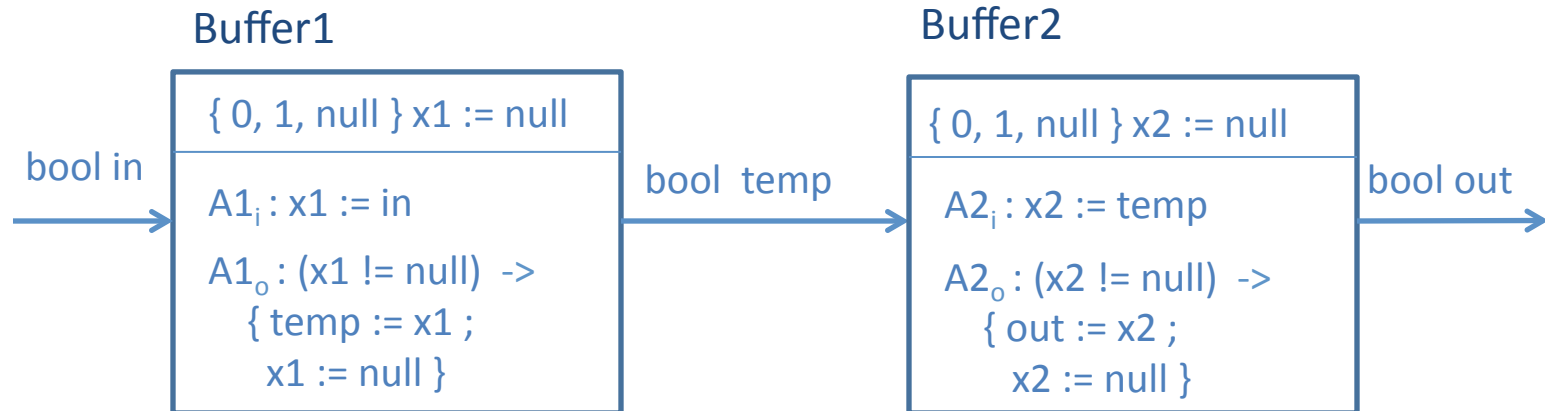 Buffer1
{ 0, 1, null } x1 := null
bool in
A1i : x1 := in
A1o : (x1 != null) ->
{ temp := x1 ;
x1 := null }
bool temp
Buffer2
{ 0, 1, null } x2 := null
A2i : x2 := temp
A2o : (x2 != null) ->
{ out := x2 ;
x2 := null }
bool out